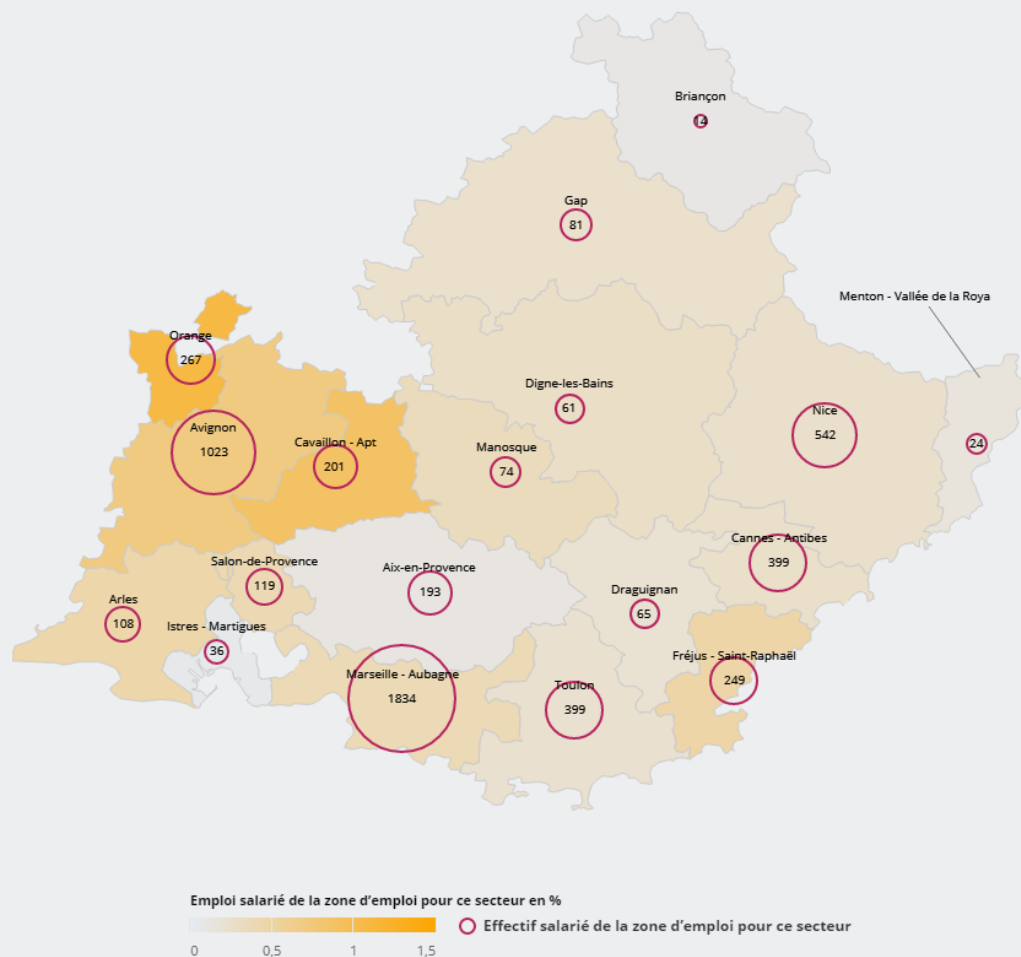 Briançon
14
Gap
81
Menton - Vallée de la Roya
Orange
267
Digne-les-Bains
61
Nice
542
Avignon
1023
Cavaillon - Apt
201
Manosque
74
24
Cannes - Antibes
399
Salon-de-Provence
119
Aix-en-Provence
193
Draguignan
65
Arles
108
Istres - Martigues
36
Fréjus - Saint-Raphaël
249
Marseille - Aubagne
1834
Toulon
399
Emploi salarié de la zone d’emploi pour ce secteur en %
0 0,5 1 1,5
Effectif salarié de la zone d’emploi pour ce secteur